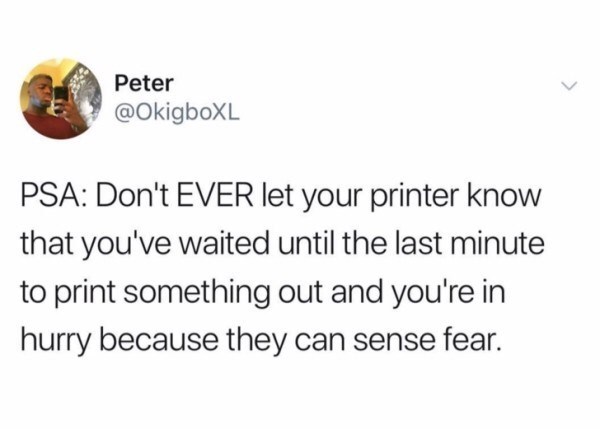 Peter
@OkigboXL
PSA: Don't EVER let your printer know
that you've waited until the last minute
to print something out and you're in
hurry because they can sense fear.